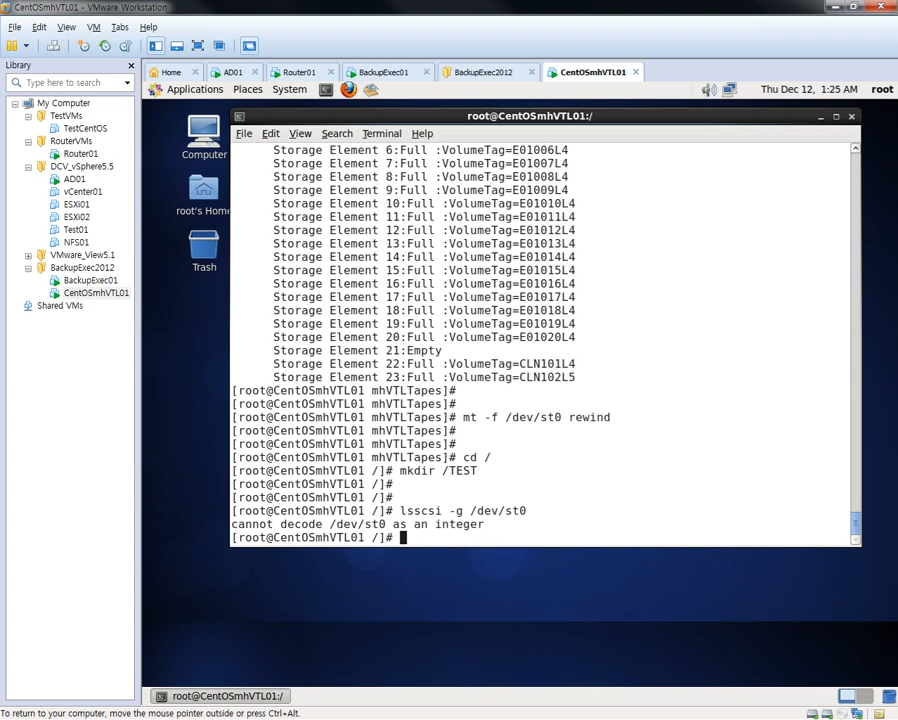 CentOSmhVTL01 - VMware Workstation
File Edit View VM Tabs Help
Library
Type here to search
My Computer
TestVMs
TestCentOS
RouterVMs
Router01
DCV_vSphere5.5
AD01
vCenter01
ESXi01
ESXi02
Test01
NFS01
VMware_View5.1
BackupExec2012
BackupExec01
CentOSmhVTL01
Shared VMs
Home AD01 Router01 BackupExec01 BackupExec2012 CentOSmhVTL01
Applications Places System Thu Dec 12, 1:25 AM root
Computer
root's Home
Trash
root@CentOSmhVTL01:/
File Edit View Search Terminal Help
Storage Element 6:Full :VolumeTag=E01006L4
Storage Element 7:Full :VolumeTag=E01007L4
Storage Element 8:Full :VolumeTag=E01008L4
Storage Element 9:Full :VolumeTag=E01009L4
Storage Element 10:Full :VolumeTag=E01010L4
Storage Element 11:Full :VolumeTag=E01011L4
Storage Element 12:Full :VolumeTag=E01012L4
Storage Element 13:Full :VolumeTag=E01013L4
Storage Element 14:Full :VolumeTag=E01014L4
Storage Element 15:Full :VolumeTag=E01015L4
Storage Element 16:Full :VolumeTag=E01016L4
Storage Element 17:Full :VolumeTag=E01017L4
Storage Element 18:Full :VolumeTag=E01018L4
Storage Element 19:Full :VolumeTag=E01019L4
Storage Element 20:Full :VolumeTag=E01020L4
Storage Element 21:Empty
Storage Element 22:Full :VolumeTag=CLN101L4
Storage Element 23:Full :VolumeTag=CLN102L5
[root@CentOSmhVTL01 mhVTLTapes]#
[root@CentOSmhVTL01 mhVTLTapes]#
[root@CentOSmhVTL01 mhVTLTapes]# mt -f /dev/st0 rewind
[root@CentOSmhVTL01 mhVTLTapes]#
[root@CentOSmhVTL01 mhVTLTapes]#
[root@CentOSmhVTL01 mhVTLTapes]# cd /
[root@CentOSmhVTL01 /]# mkdir /TEST
[root@CentOSmhVTL01 /]#
[root@CentOSmhVTL01 /]#
[root@CentOSmhVTL01 /]# lsscsi -g /dev/st0
cannot decode /dev/st0 as an integer
[root@CentOSmhVTL01 /]#
root@CentOSmhVTL01:/
To return to your computer, move the mouse pointer outside or press Ctrl+Alt.